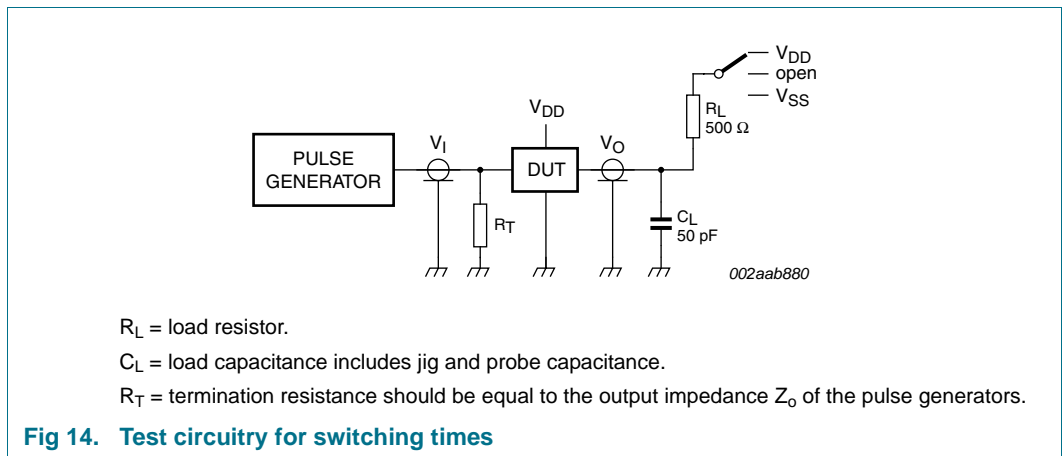 V_DD
open
V_SS
R_L
500 Ω
V_DD
V_I
V_O
PULSE
GENERATOR
DUT
R_T
C_L
50 pF
002aab880
R_L = load resistor.
C_L = load capacitance includes jig and probe capacitance.
R_T = termination resistance should be equal to the output impedance Z_o of the pulse generators.
Fig 14. Test circuitry for switching times